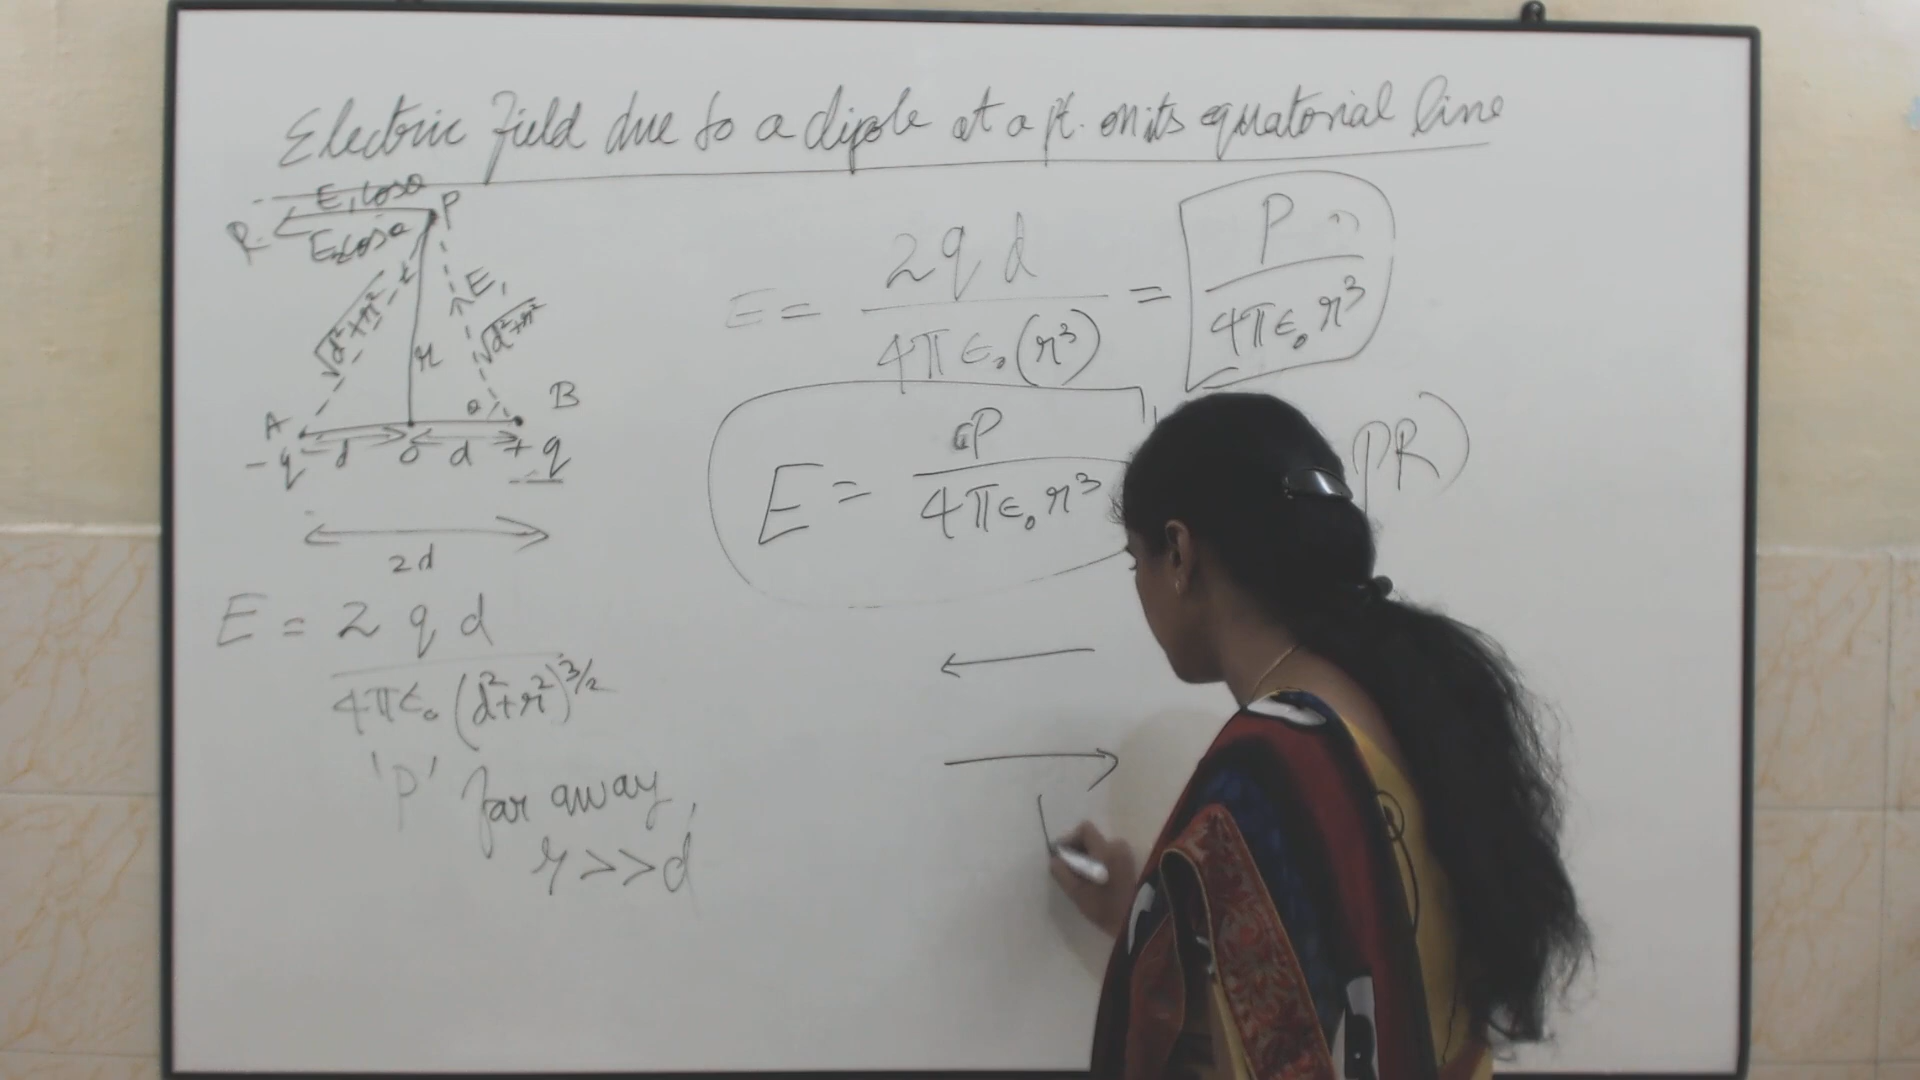 Electric Field due to a dipole at a pt. on its equatorial line
E₁cosθ
P
R
E₂cosθ
E₁
√d²+r²
√d²+r²
r
A
B
θ
-q
d
O
d
+q
2d
E = 2qd / 4πε₀(d²+r²)^3/2
'P' far away,
r>>d
E = 2qd / 4πε₀(r³) = P / 4πε₀r³
E = P / 4πε₀r³
PR)